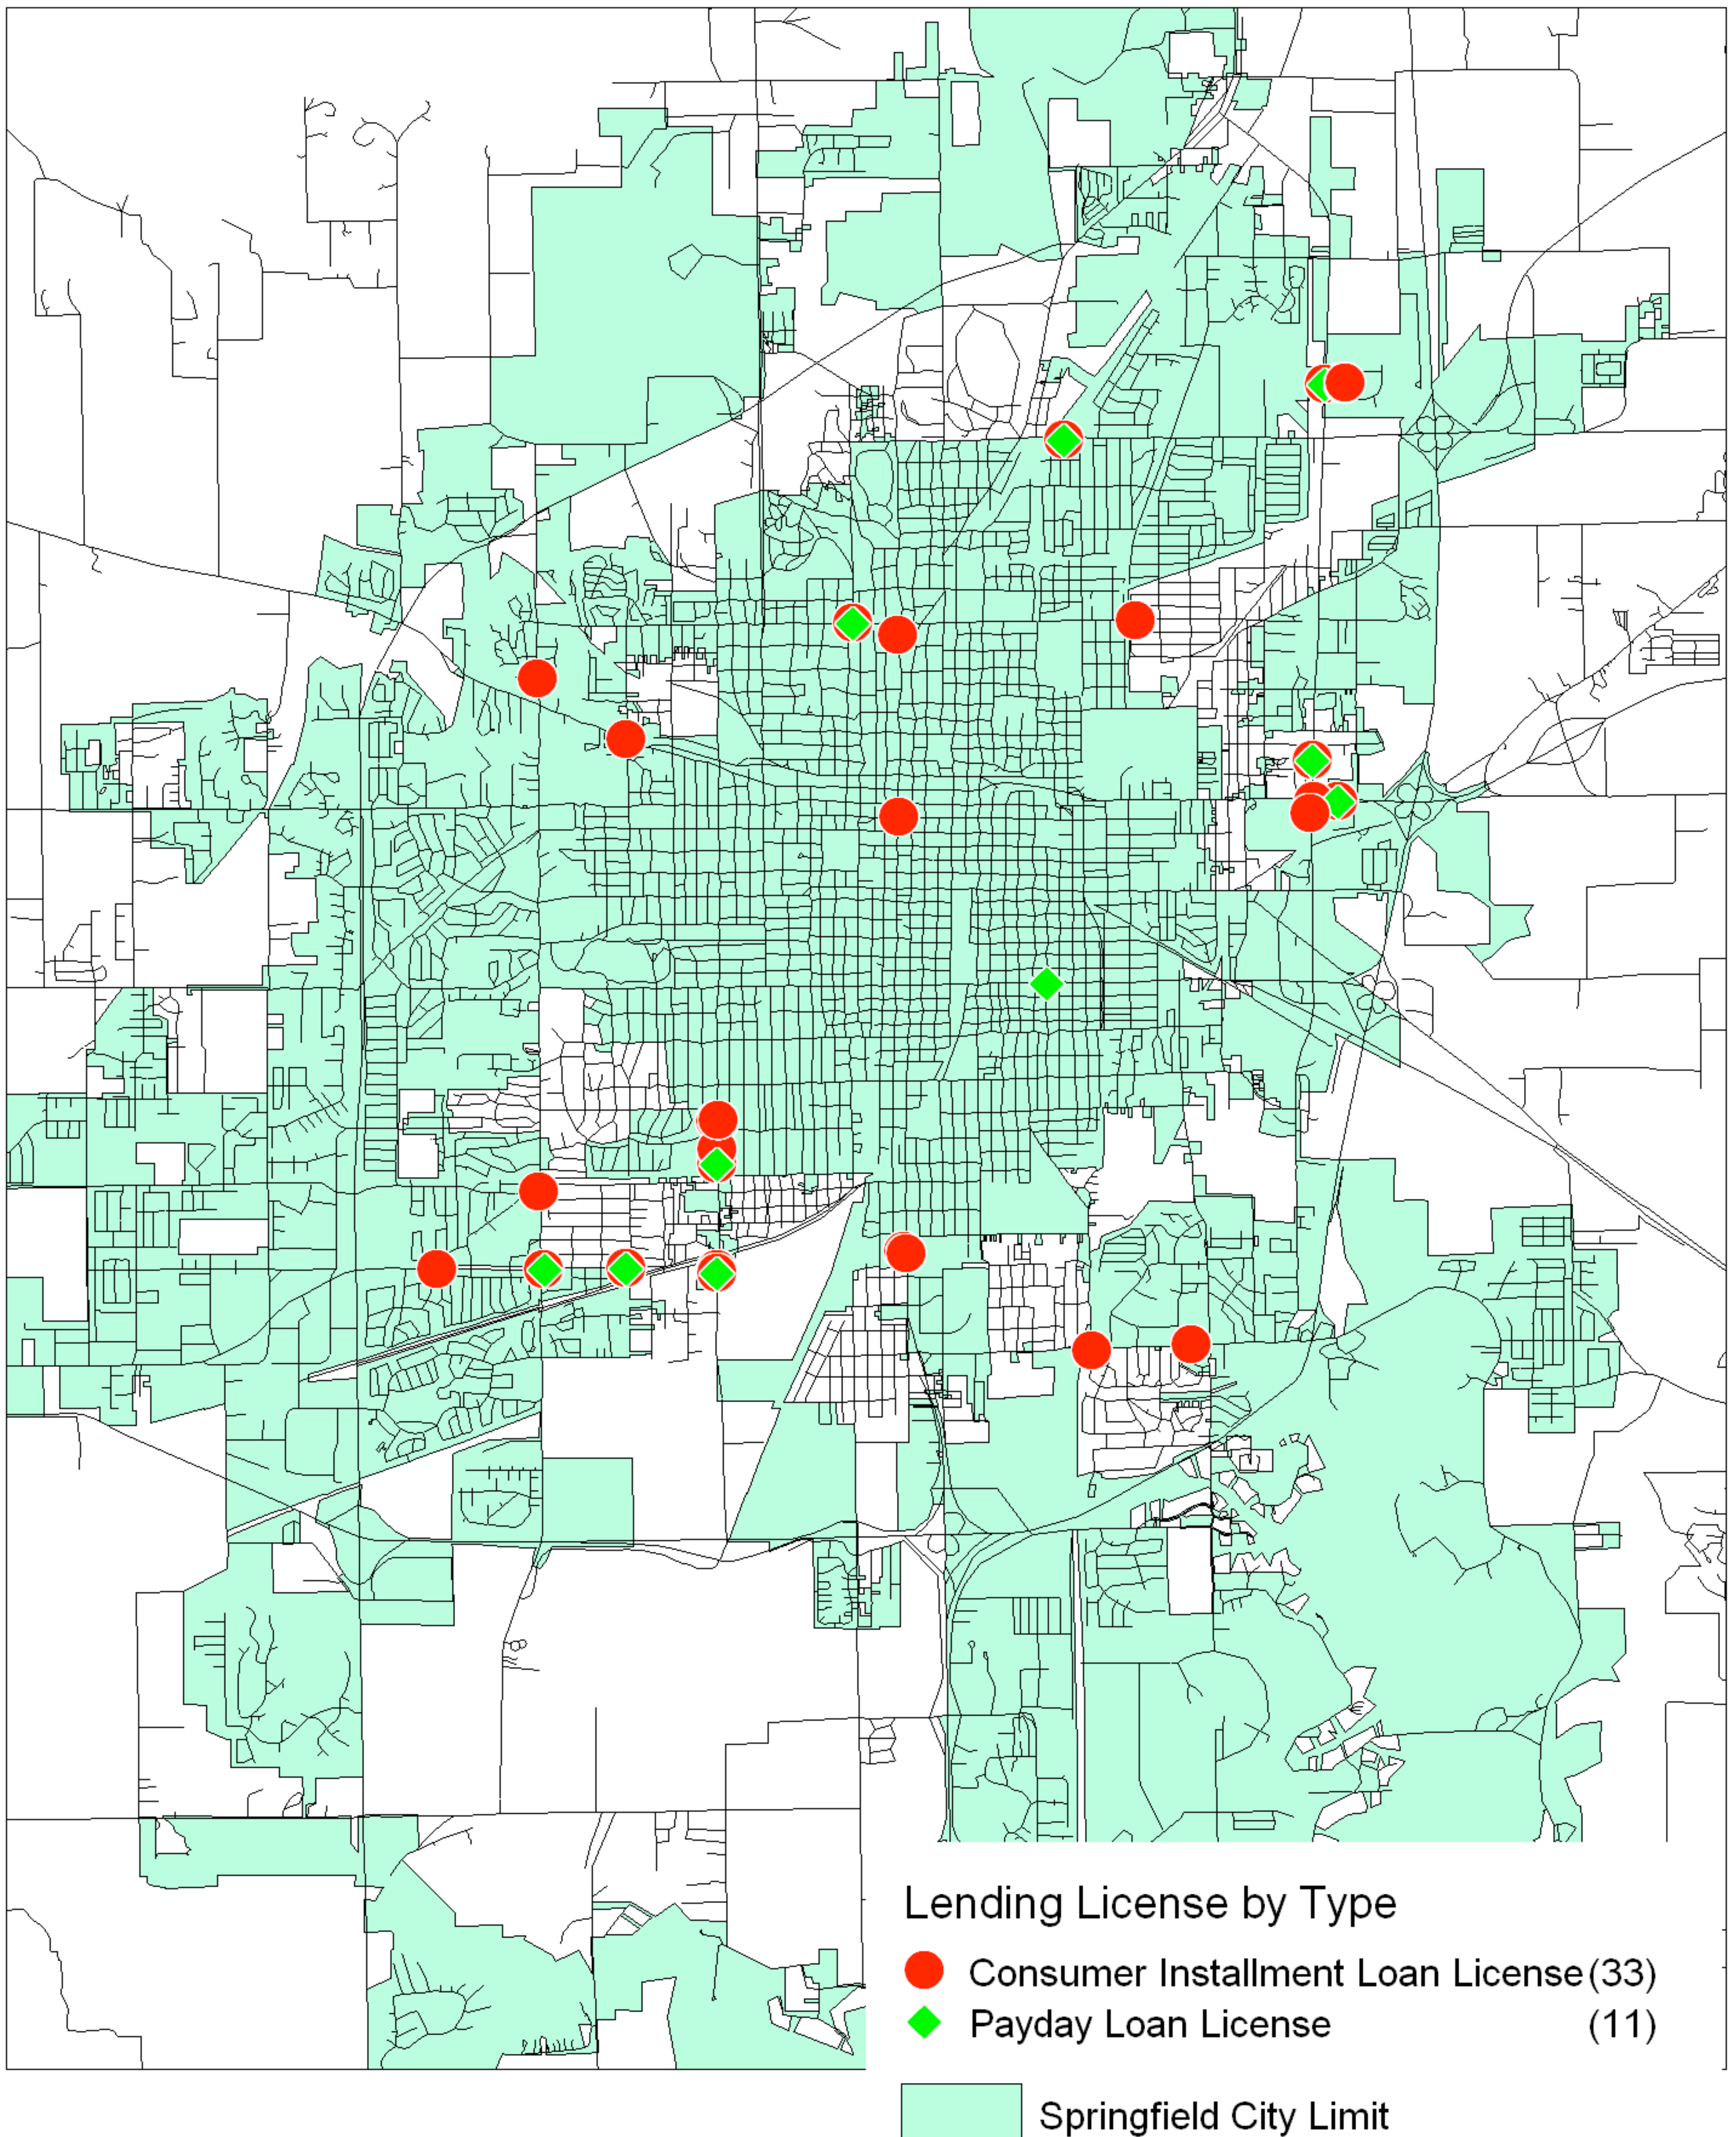 Lending License by Type
Consumer Installment Loan License (33)
Payday Loan License (11)
Springfield City Limit